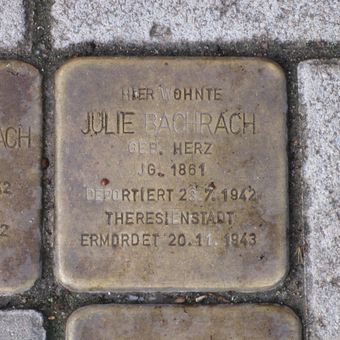 HIER WOHNTE
JULIE BACHRACH
GEB. HERZ
JG. 1861
DEPORTIERT 23.7.1942
THERESIENSTADT
ERMORDET 20.11.1943